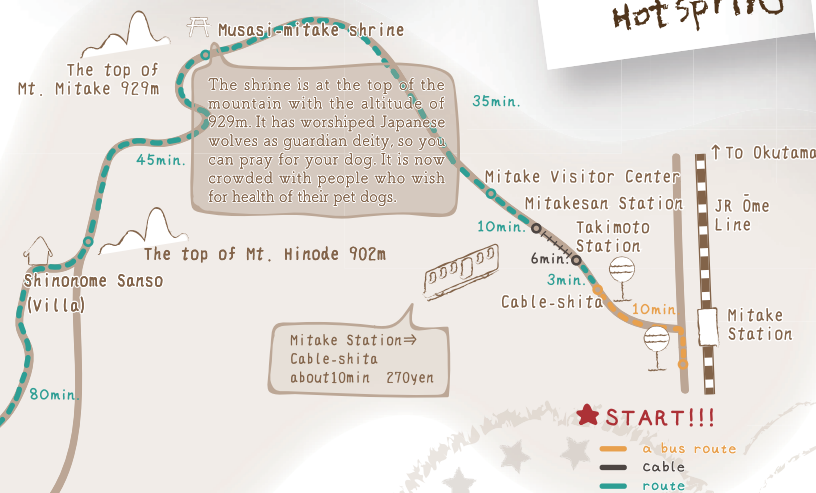 Hot spring
Musasi-mitake shrine
The top of
Mt. Mitake 929m
The shrine is at the top of the
mountain with the altitude of
929m. It has worshiped Japanese
wolves as guardian deity, so you
can pray for your dog. It is now
crowded with people who wish
for health of their pet dogs.
35min.
45min.
↑To Okutama
Mitake Visitor Center
Mitakesan Station
JR Ōme
Line
10min.
Takimoto
Station
6min.
3min.
The top of Mt. Hinode 902m
Shinonome Sanso
(Villa)
Cable-shita
10min
Mitake
Station
Mitake Station⇒
Cable-shita
about10min 270yen
80min.
★START!!!
a bus route
cable
route